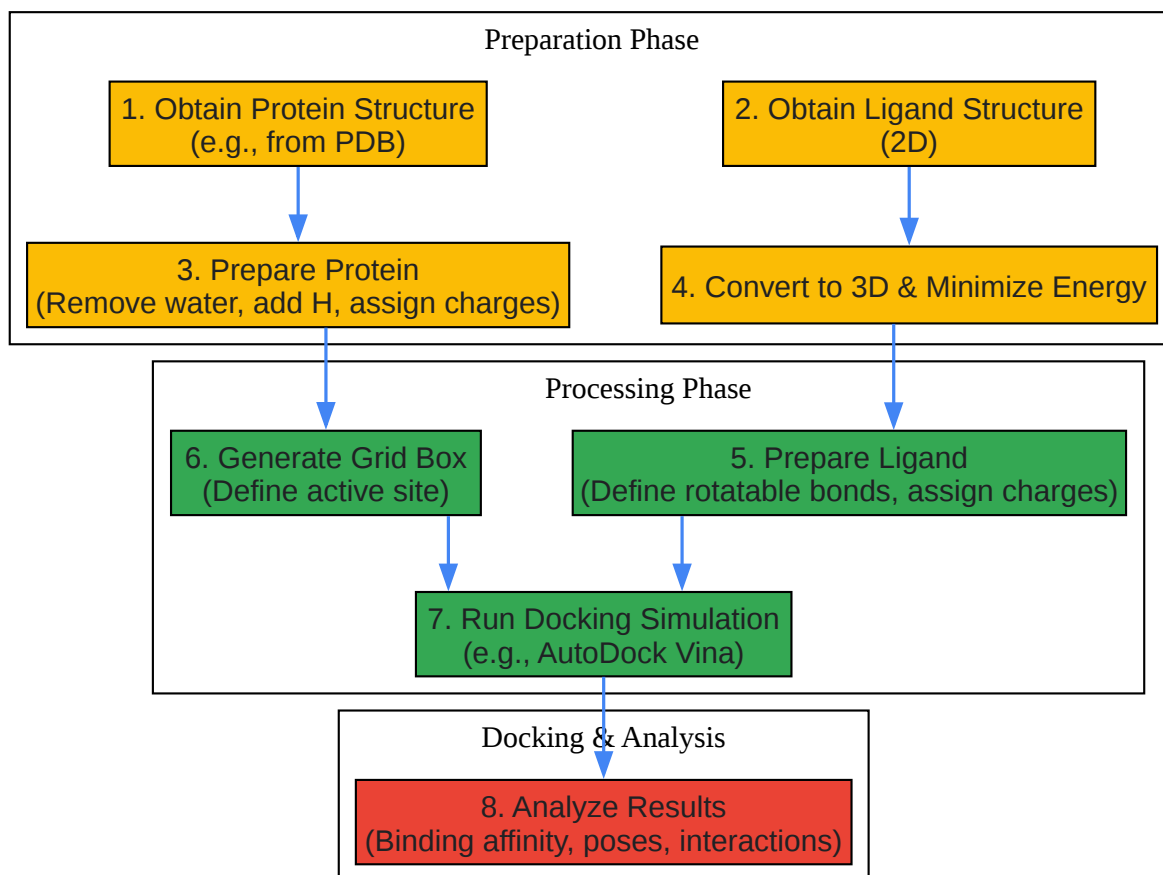 Preparation Phase
1. Obtain Protein Structure
(e.g., from PDB)
2. Obtain Ligand Structure
(2D)
3. Prepare Protein
(Remove water, add H, assign charges)
4. Convert to 3D & Minimize Energy
Processing Phase
6. Generate Grid Box
(Define active site)
5. Prepare Ligand
(Define rotatable bonds, assign charges)
7. Run Docking Simulation
(e.g., AutoDock Vina)
Docking & Analysis
8. Analyze Results
(Binding affinity, poses, interactions)